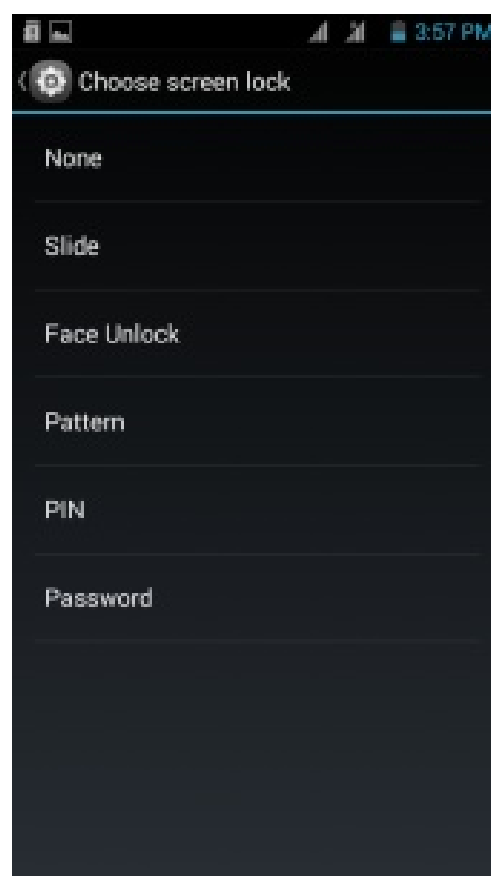 3:57 PM
Choose screen lock
None
Slide
Face Unlock
Pattern
PIN
Password